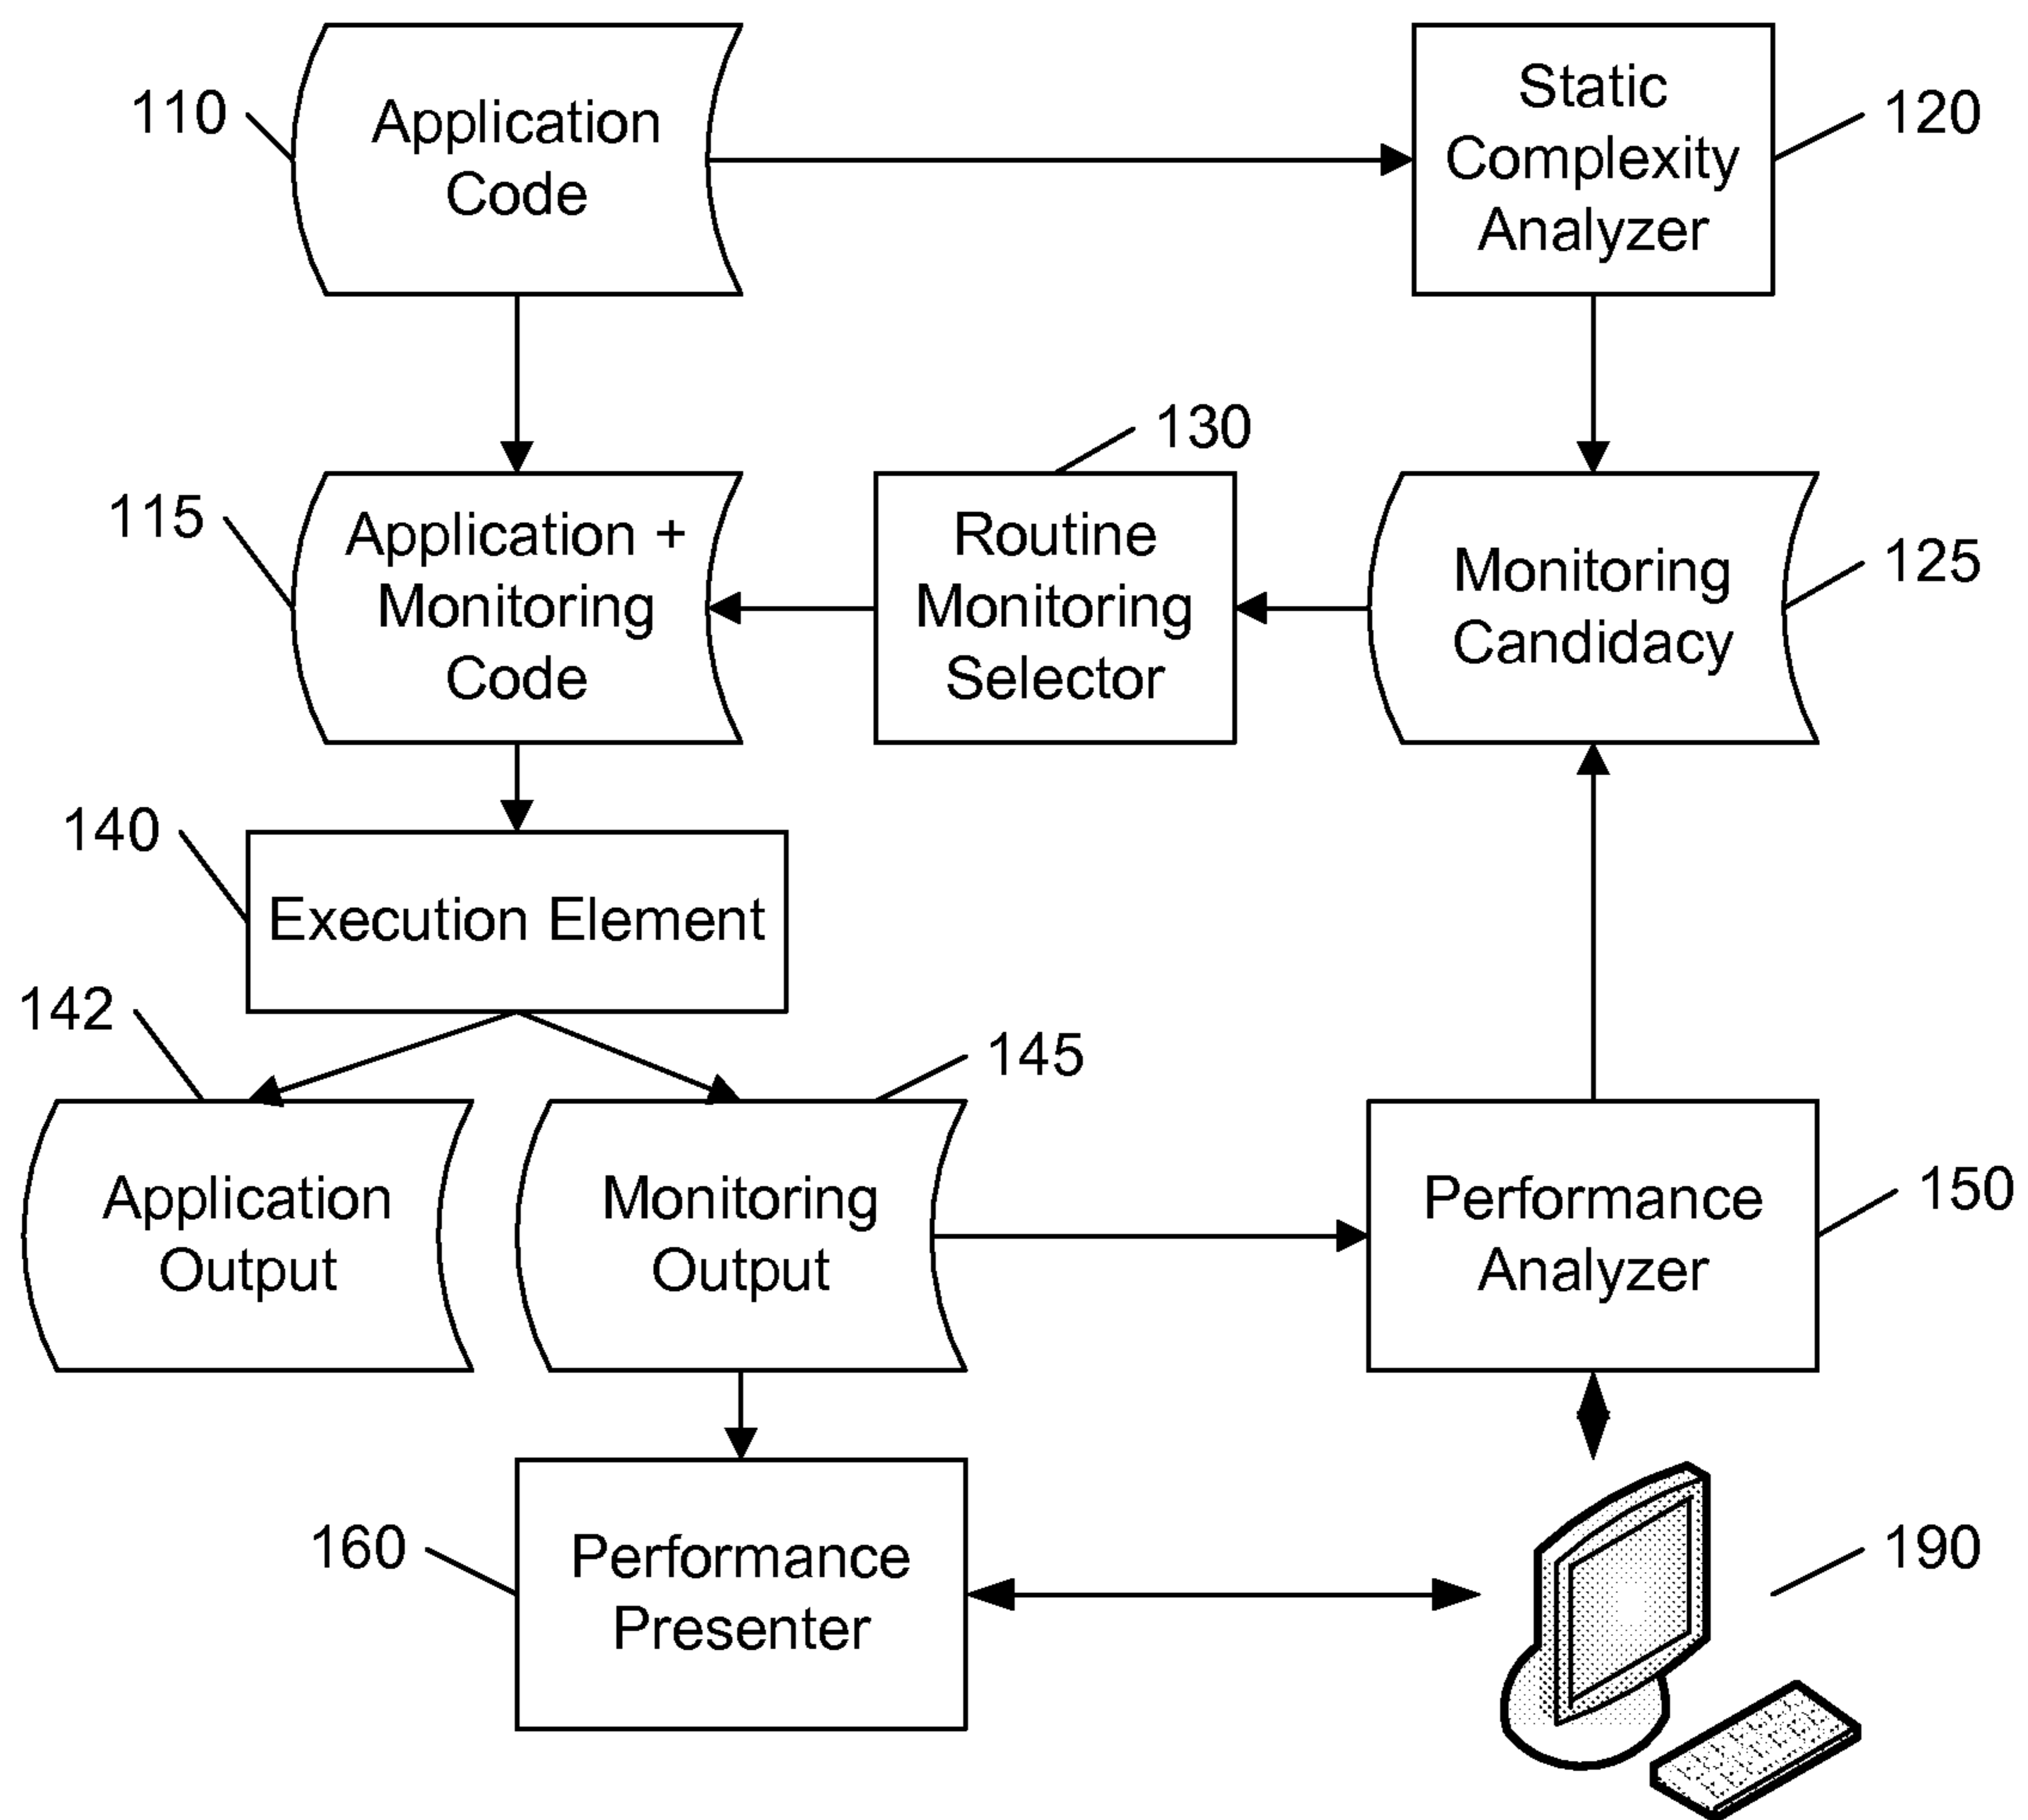 110
Application
Code
Static
Complexity
Analyzer
120
115
Application +
Monitoring
Code
130
Routine
Monitoring
Selector
Monitoring
Candidacy
125
140
Execution Element
142
145
Application
Output
Monitoring
Output
Performance
Analyzer
150
160
Performance
Presenter
190